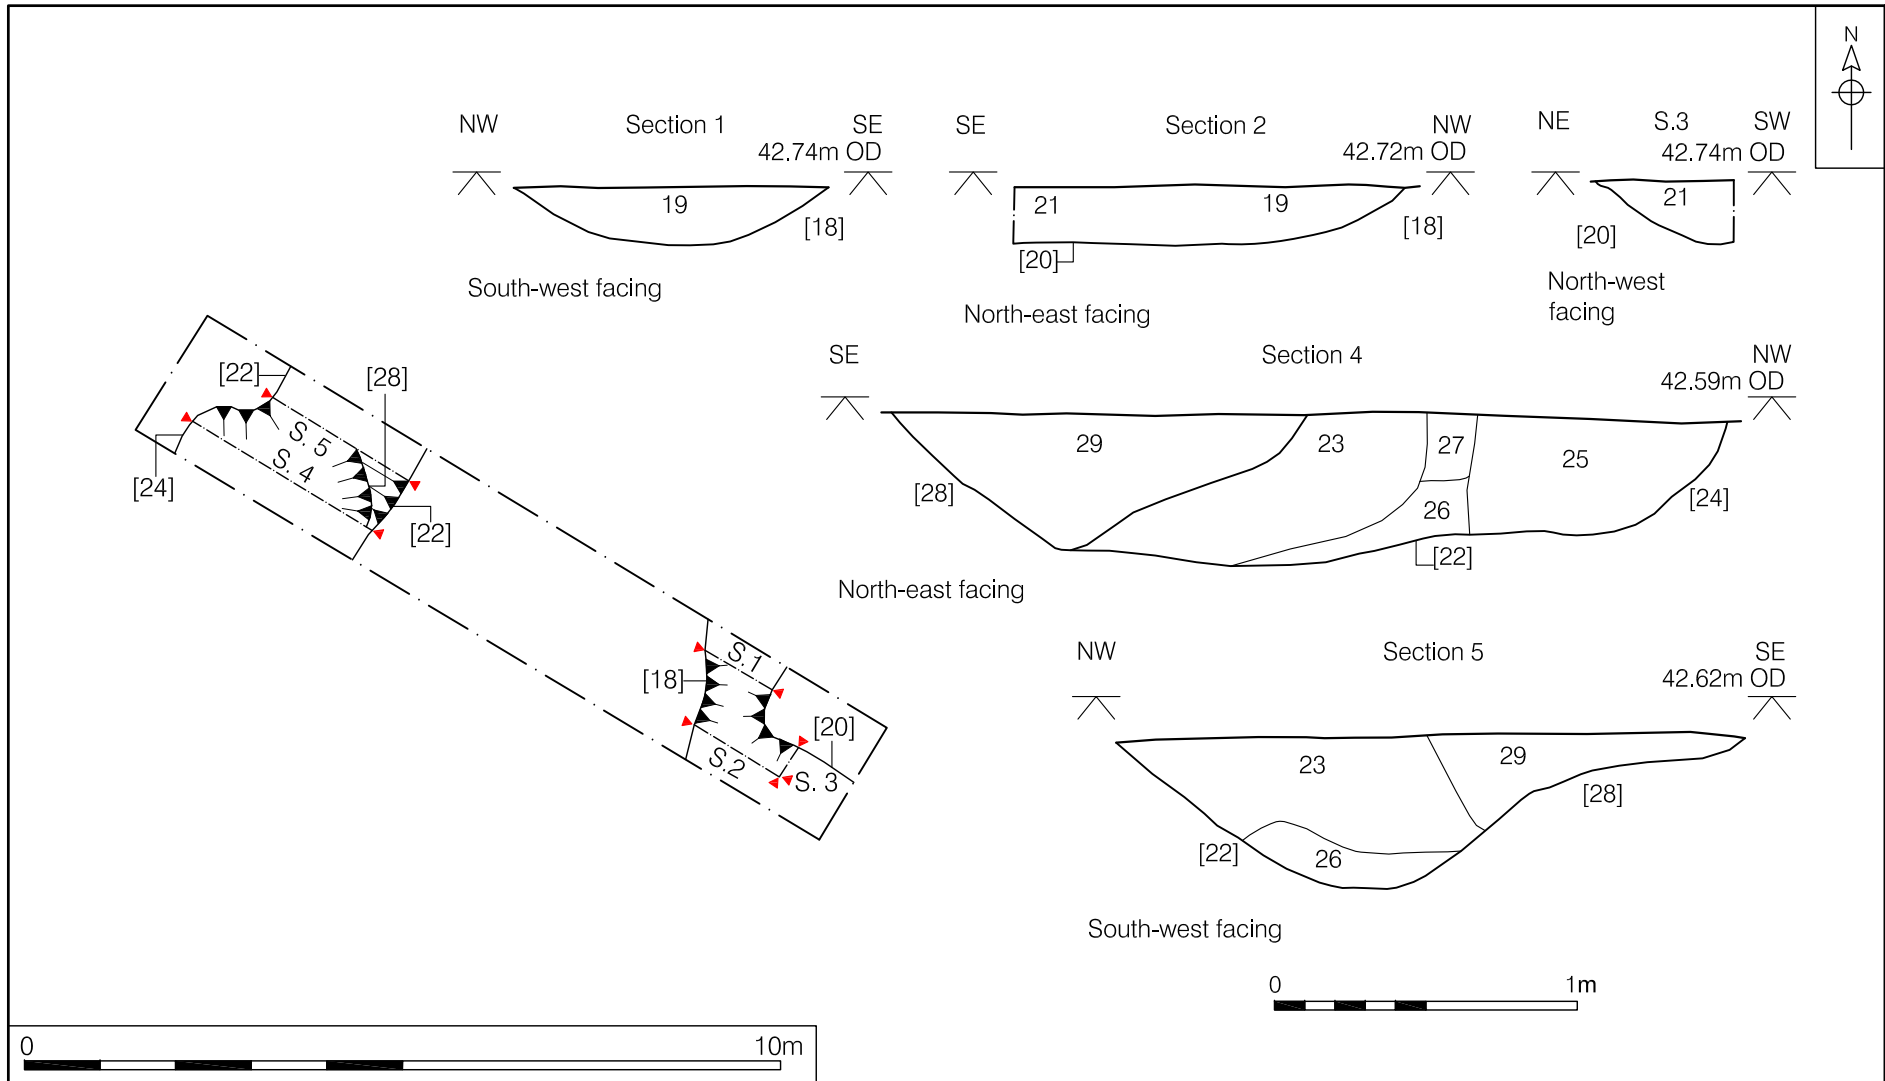 N
NW Section 1 SE
42.74m OD
19
[18]
South-west facing
SE Section 2 NW
42.72m OD
21 19
[18]
[20]
North-east facing
NE S.3 SW
42.74m OD
21
[20]
North-west
facing
SE Section 4 NW
42.59m OD
29 23 27 25
[28] 26 [24]
[22]
North-east facing
NW Section 5 SE
42.62m OD
23 29
[28]
[22] 26
South-west facing
[22] [28]
S. 5
S. 4
[24]
[22]
S.1
[18]
[20]
S.2 S. 3
0 1m
0 10m